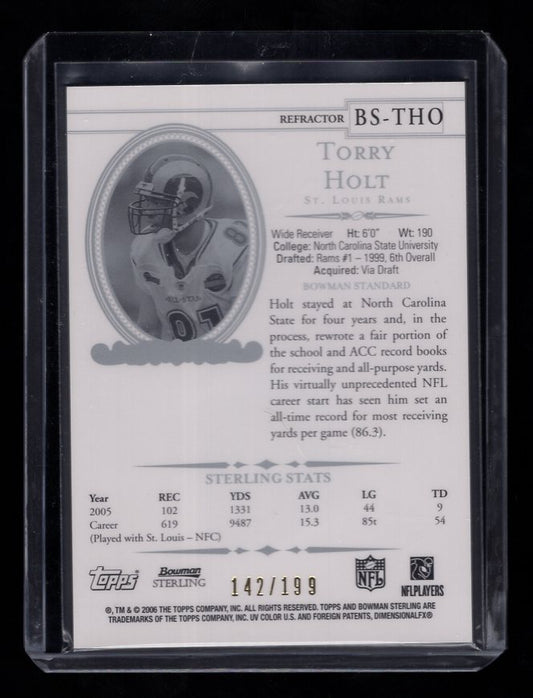 REFRACTOR BS-THO
TORRY
HOLT
ST. LOUIS RAMS
Wide Receiver Ht: 6'0" Wt: 190
College: North Carolina State University
Drafted: Rams #1 – 1999, 6th Overall
Acquired: Via Draft
BOWMAN STANDARD
Holt stayed at North Carolina
State for four years and, in the
process, rewrote a fair portion of
the school and ACC record books
for receiving and all-purpose yards.
His virtually unprecedented NFL
career start has seen him set an
all-time record for most receiving
yards per game (86.3).
ALL-STAR
81
STERLING STATS
Year REC YDS AVG LG TD
2005 102 1331 13.0 44 9
Career 619 9487 15.3 85t 54
(Played with St. Louis – NFC)
Topps® Bowman STERLING 142/199 NFL NFLPLAYERS
®, TM & © 2006 THE TOPPS COMPANY, INC. ALL RIGHTS RESERVED. TOPPS AND BOWMAN STERLING ARE
TRADEMARKS OF THE TOPPS COMPANY, INC. UV COLOR U.S. AND FOREIGN PATENTS, DIMENSIONALFX®